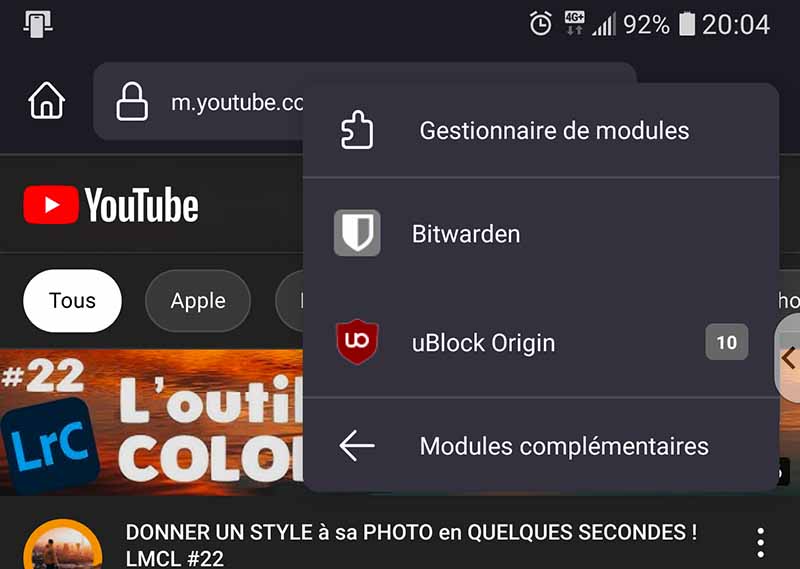 4G+ 92% 20:04
m.youtube.co
Gestionnaire de modules
YouTube
Bitwarden
Tous
Apple
uBlock Origin
10
#22
L'outil
LrC
COLO
Modules complémentaires
DONNER UN STYLE à sa PHOTO en QUELQUES SECONDES !
LMCL #22